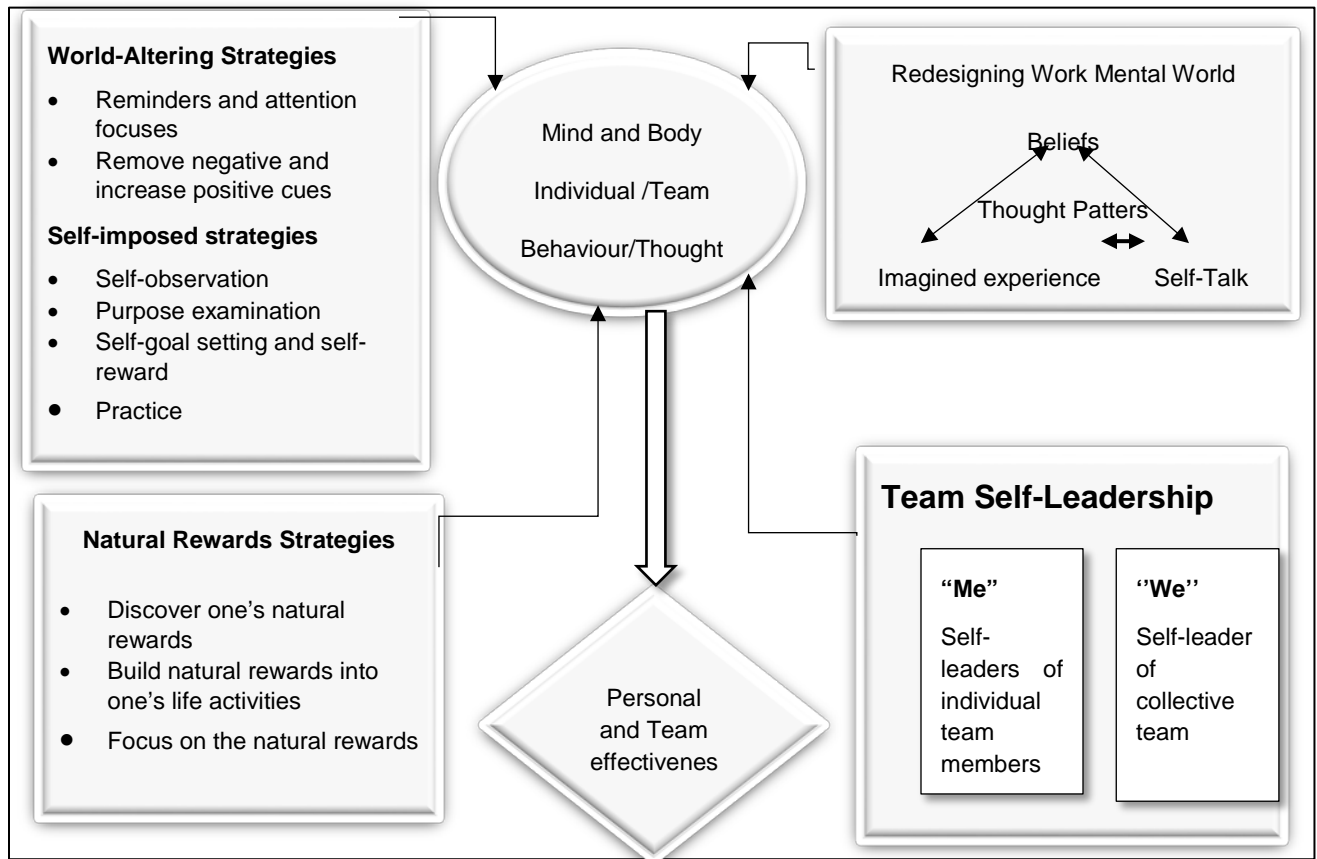 World-Altering Strategies
• Reminders and attention
focuses
• Remove negative and
increase positive cues
Self-imposed strategies
• Self-observation
• Purpose examination
• Self-goal setting and self-
reward
• Practice
Mind and Body
Individual /Team
Behaviour/Thought
Redesigning Work Mental World
Beliefs
Thought Patters
Imagined experience
Self-Talk
Natural Rewards Strategies
• Discover one’s natural
rewards
• Build natural rewards into
one’s life activities
• Focus on the natural rewards
Personal
and Team
effectivenes
Team Self-Leadership
“Me”
Self-
leaders of
individual
team
members
‘’We’’
Self-leader
of
collective
team